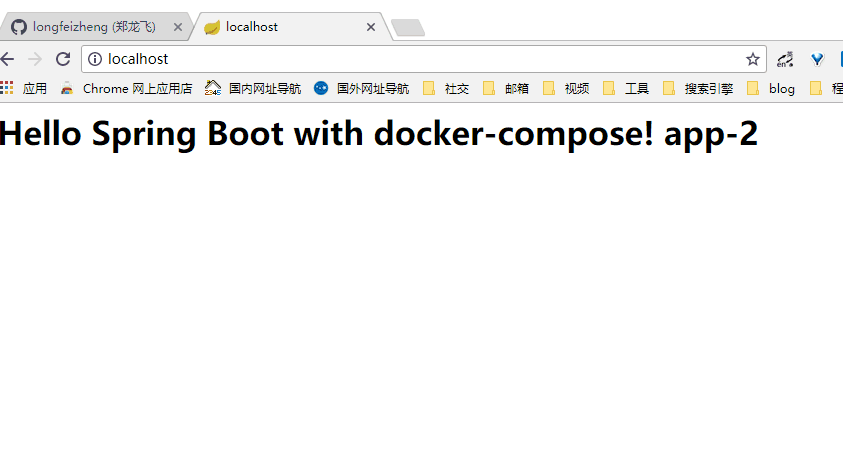 longfeizheng (郑龙飞) localhost
localhost
应用 Chrome 网上应用店 2345 国内网址导航 国外网址导航 社交 邮箱 视频 工具 搜索引擎 blog 程
Hello Spring Boot with docker-compose! app-2